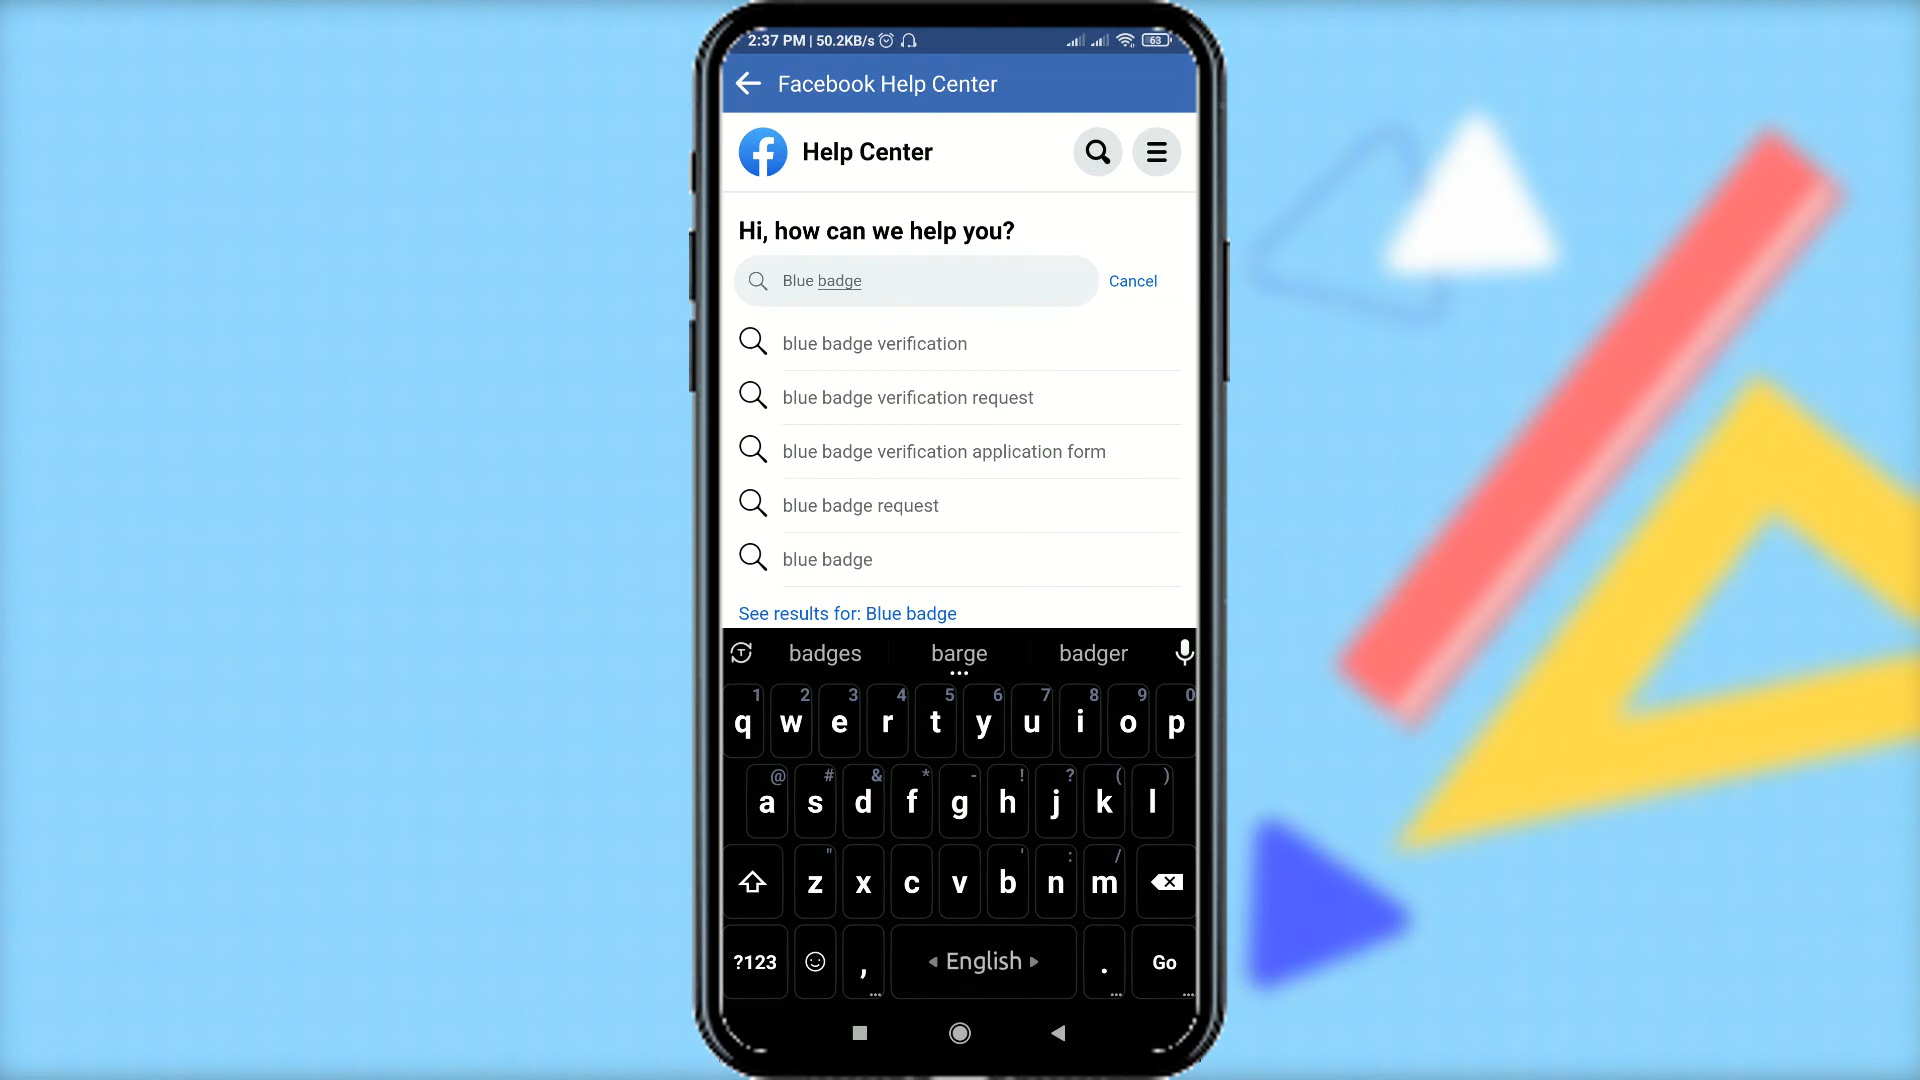 2:37 PM | 50.2KB/s 63
Facebook Help Center
Help Center
Hi, how can we help you?
Blue badge Cancel
blue badge verification
blue badge verification request
blue badge verification application form
blue badge request
blue badge
See results for: Blue badge
badges barge badger
1 2 3 4 5 6 7 8 9 0
q w e r t y u i o p
@ # & * - ! ? ( )
a s d f g h j k l
" ' : /
z x c v b n m
?123 , English . Go